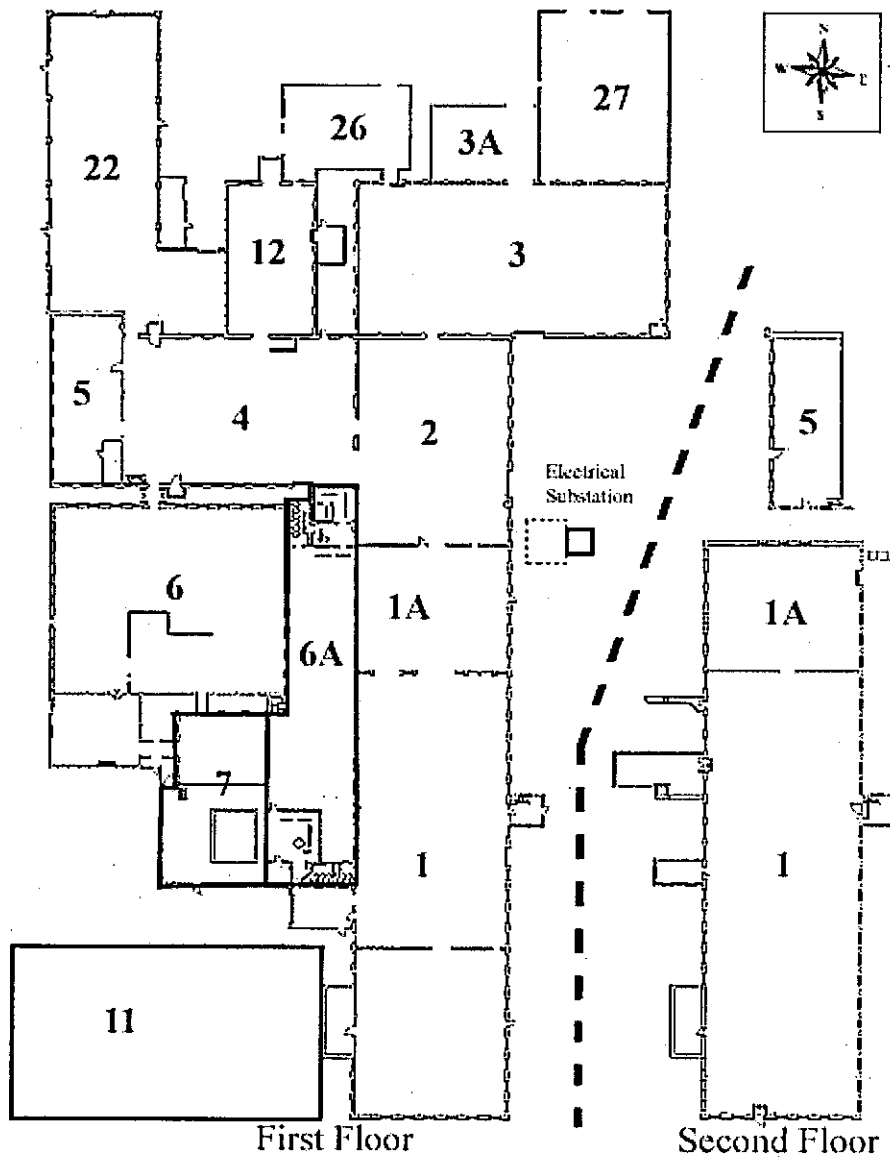 N
W
E
S
27
26
3A
22
12
3
5
4
2
5
Electrical
Substation
6
1A
1A
6A
7
1
1
11
First Floor
Second Floor